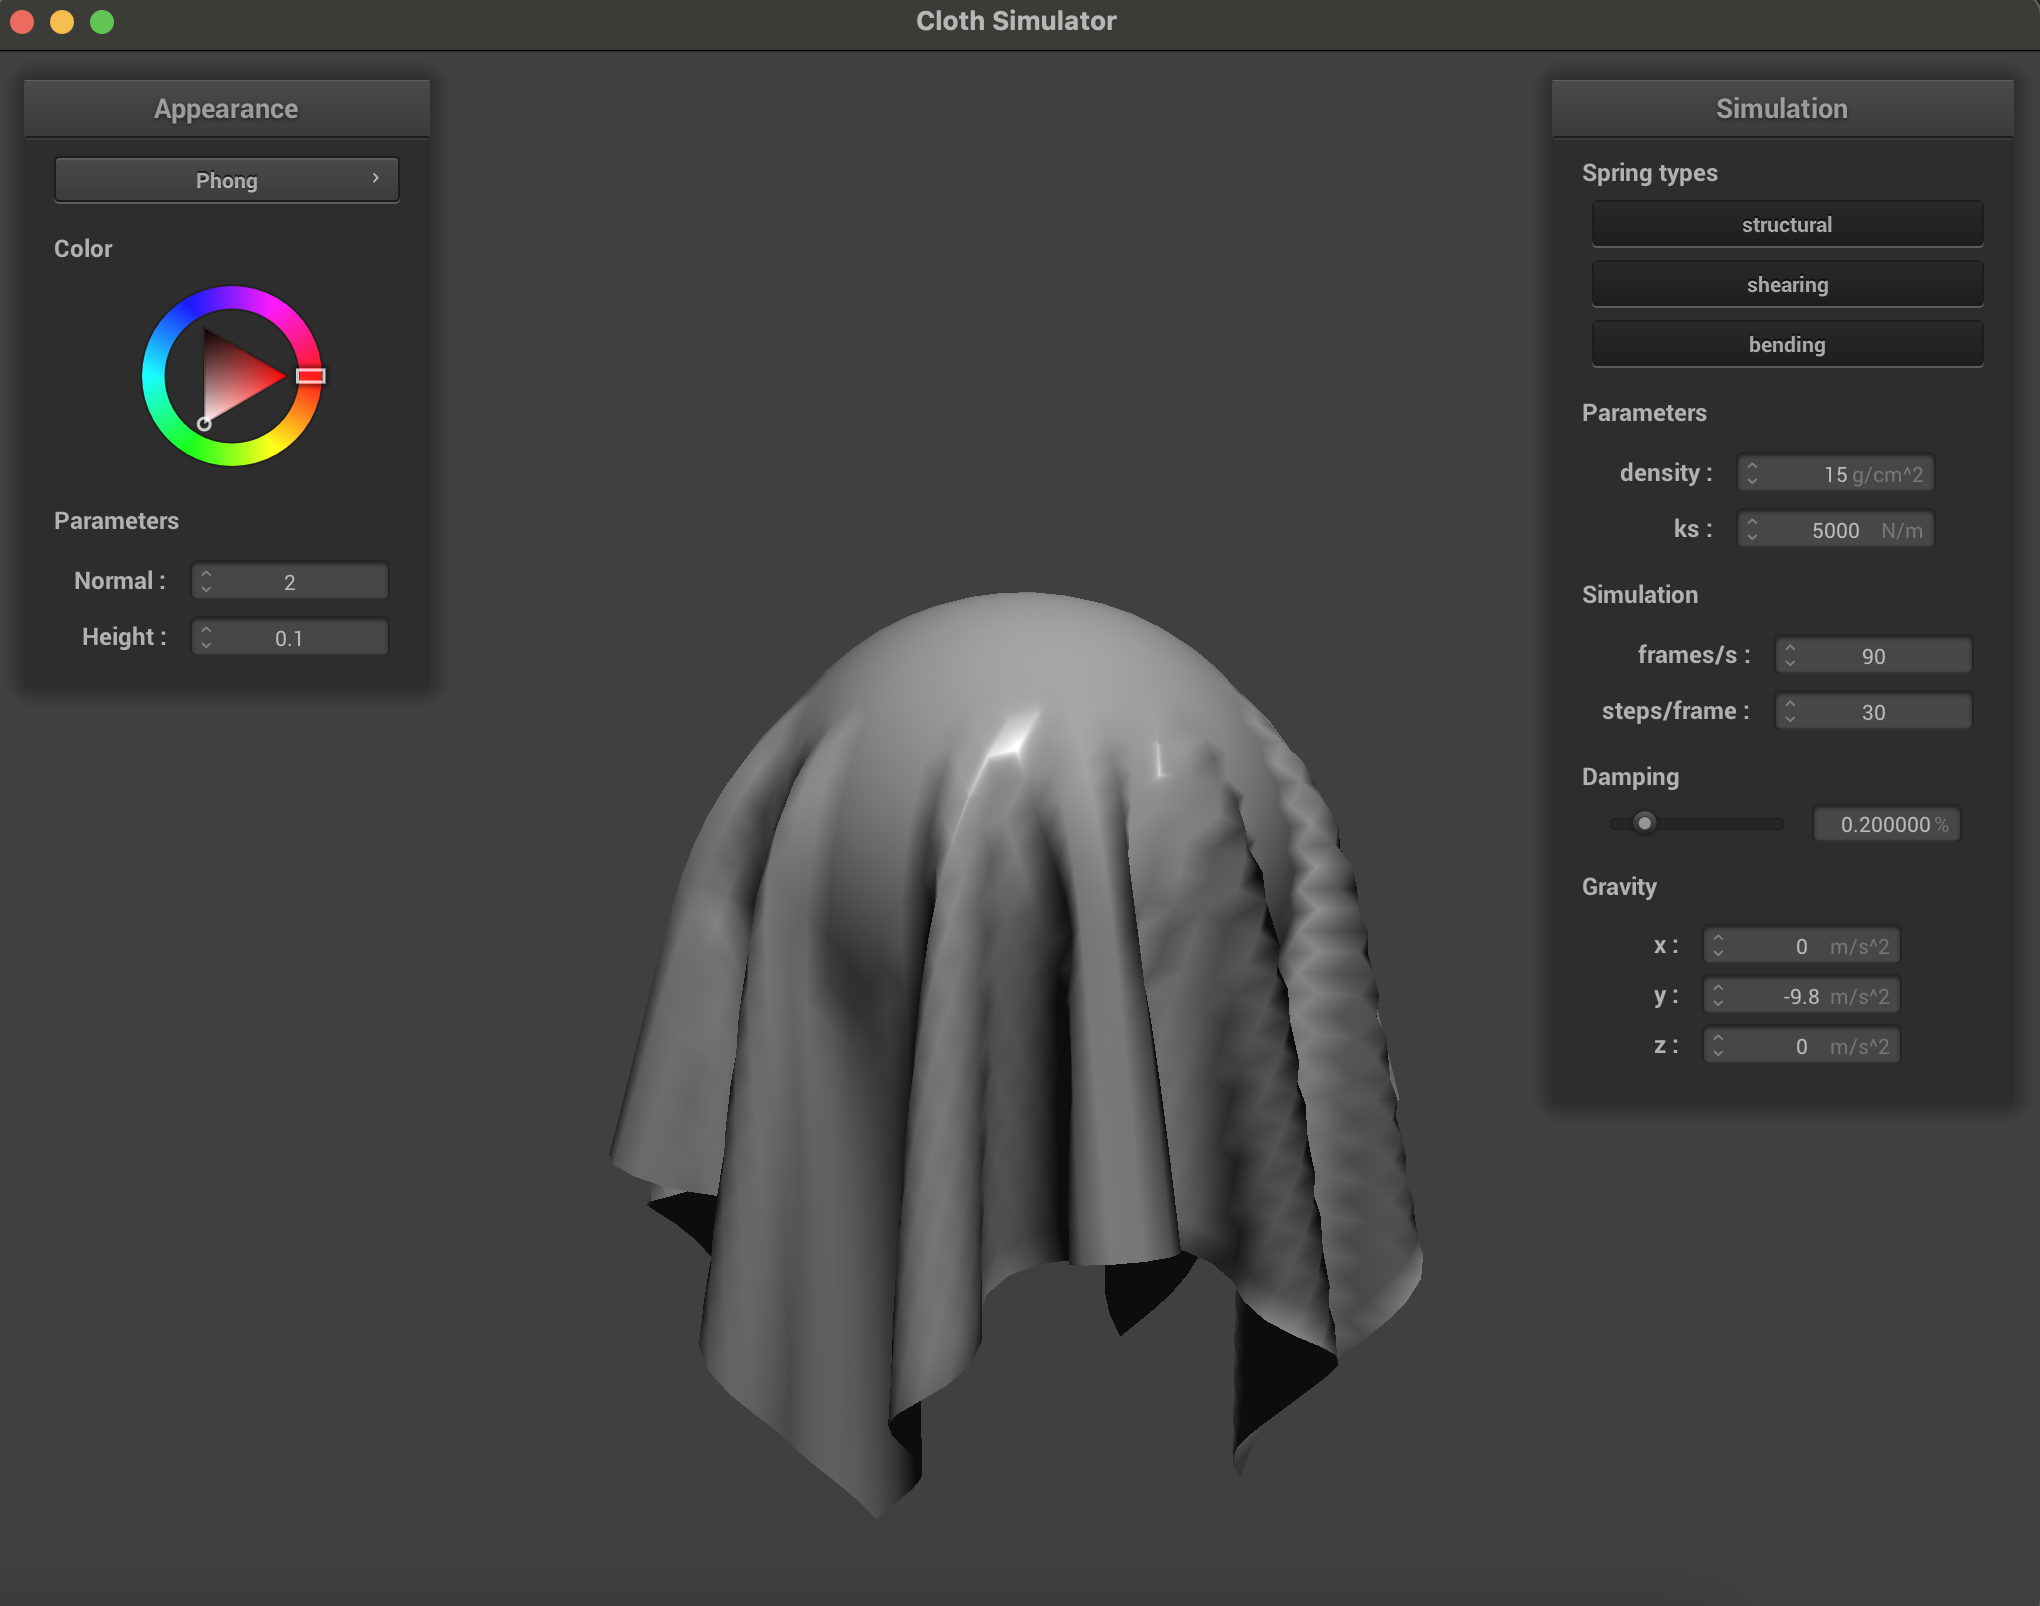 Cloth Simulator
Appearance
Phong
Color
Parameters
Normal : 2
Height : 0.1
Simulation
Spring types
structural
shearing
bending
Parameters
density : 15 g/cm^2
ks : 5000 N/m
Simulation
frames/s : 90
steps/frame : 30
Damping
0.200000 %
Gravity
x : 0 m/s^2
y : -9.8 m/s^2
z : 0 m/s^2